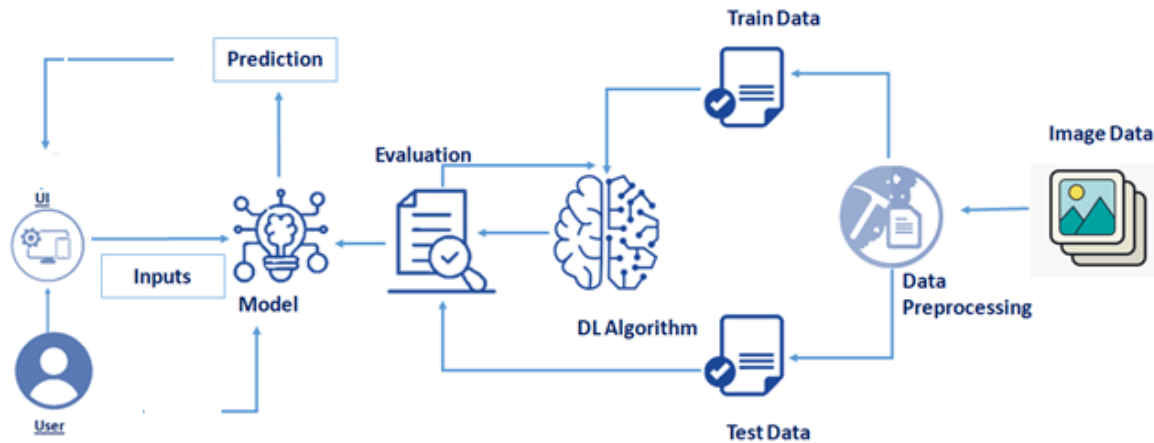 Train Data
Prediction
Image Data
Evaluation
UI
Inputs
Model
Data
Preprocessing
DL Algorithm
User
Test Data